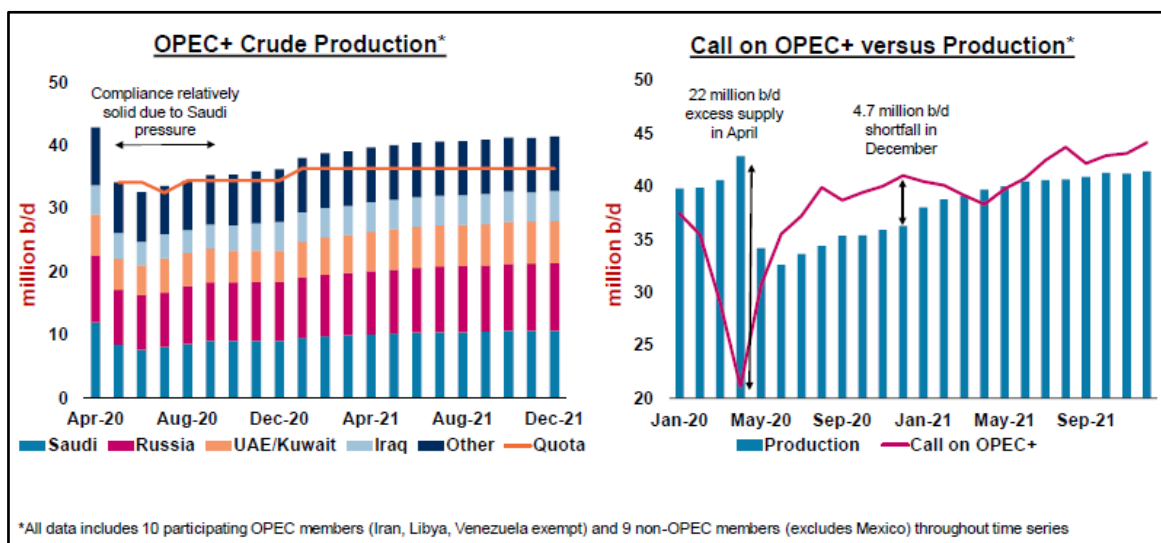 OPEC+ Crude Production*
50
40
30
20
10
0
million b/d
Compliance relatively
solid due to Saudi
pressure
Apr-20 Aug-20 Dec-20 Apr-21 Aug-21 Dec-21
Saudi Russia UAE/Kuwait Iraq Other Quota
Call on OPEC+ versus Production*
50
45
40
35
30
25
20
million b/d
22 million b/d
excess supply
in April
4.7 million b/d
shortfall in
December
Jan-20 May-20 Sep-20 Jan-21 May-21 Sep-21
Production Call on OPEC+
*All data includes 10 participating OPEC members (Iran, Libya, Venezuela exempt) and 9 non-OPEC members (excludes Mexico) throughout time series